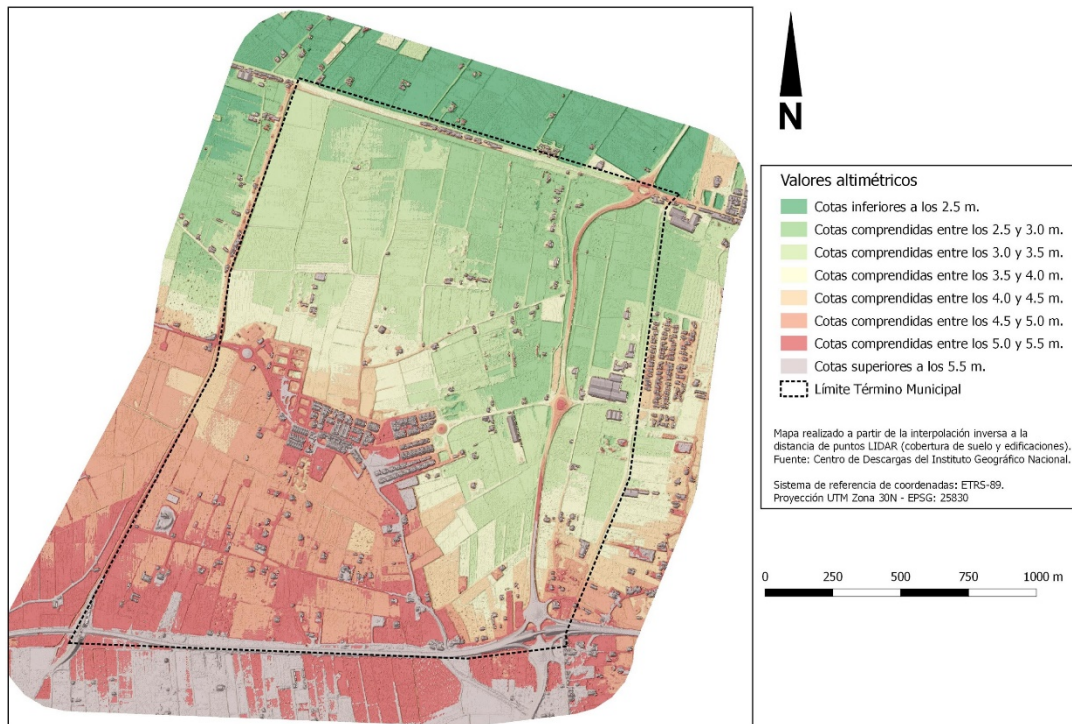 N
Valores altimétricos
Cotas inferiores a los 2.5 m.
Cotas comprendidas entre los 2.5 y 3.0 m.
Cotas comprendidas entre los 3.0 y 3.5 m.
Cotas comprendidas entre los 3.5 y 4.0 m.
Cotas comprendidas entre los 4.0 y 4.5 m.
Cotas comprendidas entre los 4.5 y 5.0 m.
Cotas comprendidas entre los 5.0 y 5.5 m.
Cotas superiores a los 5.5 m.
Límite Término Municipal
Mapa realizado a partir de la interpolación inversa a la
distancia de puntos LIDAR (cobertura de suelo y edificaciones).
Fuente: Centro de Descargas del Instituto Geográfico Nacional.
Sistema de referencia de coordenadas: ETRS-89.
Proyección UTM Zona 30N - EPSG: 25830
0 250 500 750 1000 m